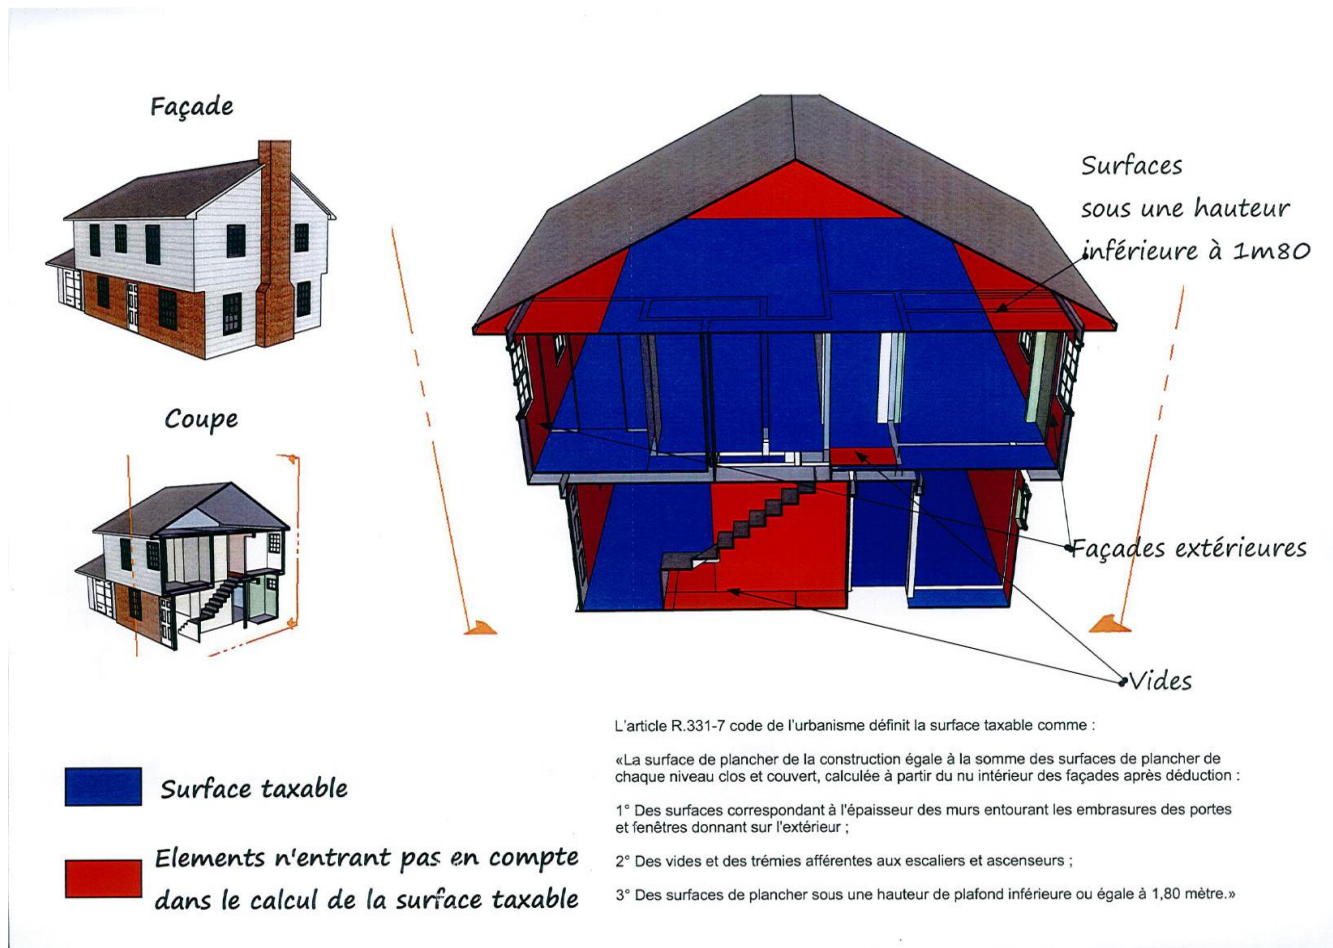 Façade
Surfaces
sous une hauteur
inférieure à 1m80
Coupe
Façades extérieures
Vides
L'article R.331-7 code de l'urbanisme définit la surface taxable comme :
«La surface de plancher de la construction égale à la somme des surfaces de plancher de
chaque niveau clos et couvert, calculée à partir du nu intérieur des façades après déduction :
1° Des surfaces correspondant à l'épaisseur des murs entourant les embrasures des portes
et fenêtres donnant sur l'extérieur ;
2° Des vides et des trémies afférentes aux escaliers et ascenseurs ;
3° Des surfaces de plancher sous une hauteur de plafond inférieure ou égale à 1,80 mètre.»
Surface taxable
Elements n'entrant pas en compte
dans le calcul de la surface taxable